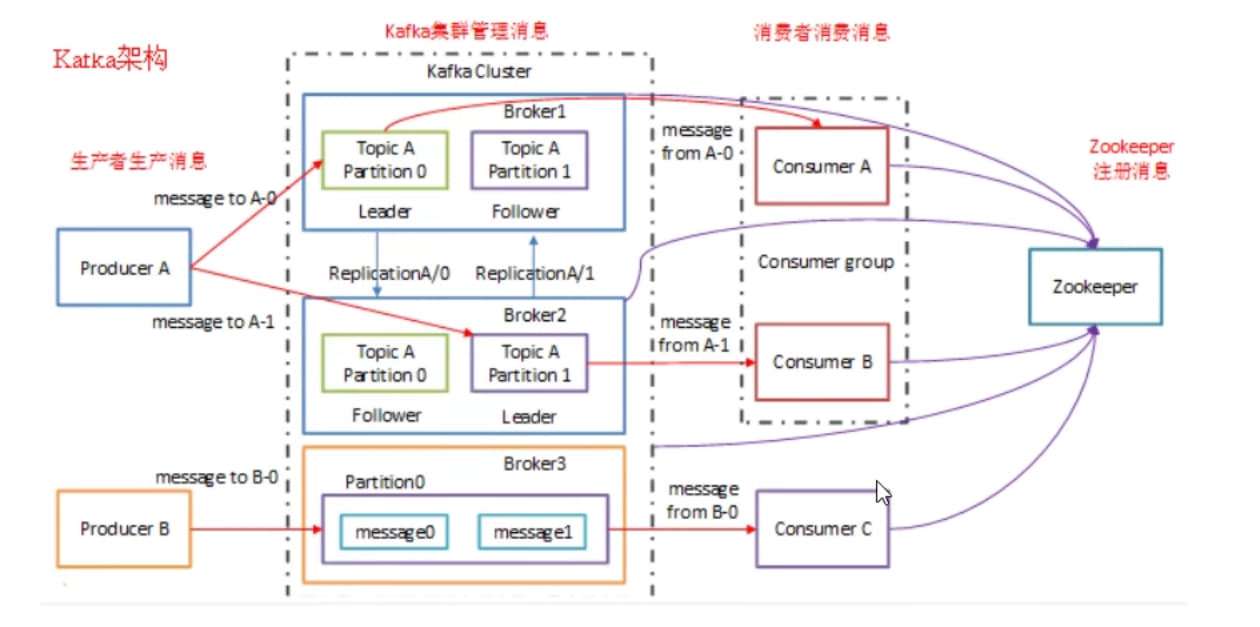 Kafka集群管理消息
消费者消费消息
Kafka架构
Kafka Cluster
Broker1
Topic A
Partition 0
Topic A
Partition 1
Leader
Follower
message
from A-0
Consumer A
Zookeeper
注册消息
生产者生产消息
message to A-0
Producer A
ReplicationA/0
ReplicationA/1
Consumer group
Zookeeper
message to A-1
Broker2
Topic A
Partition 0
Topic A
Partition 1
Follower
Leader
message
from A-1
Consumer B
message to B-0
Broker3
Partition0
message0
message1
Producer B
message
from B-0
Consumer C